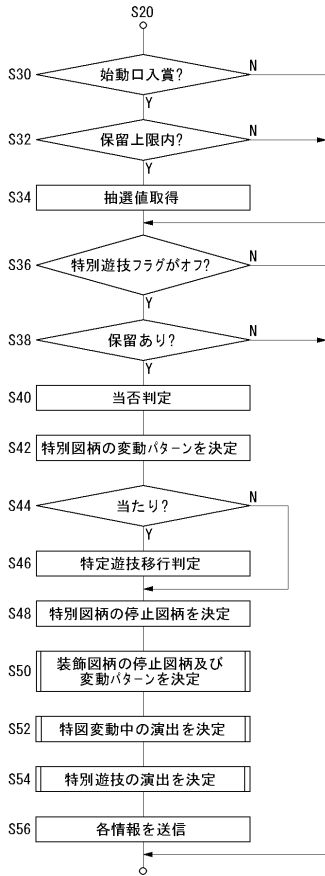 S20
S30
始動口入賞?
N
Y
S32
保留上限内?
N
Y
S34
抽選値取得
S36
特別遊技フラグがオフ?
N
Y
S38
保留あり?
N
Y
S40
当否判定
S42
特別図柄の変動パターンを決定
S44
当たり?
N
Y
S46
特定遊技移行判定
S48
特別図柄の停止図柄を決定
S50
装飾図柄の停止図柄及び
変動パターンを決定
S52
特図変動中の演出を決定
S54
特別遊技の演出を決定
S56
各情報を送信